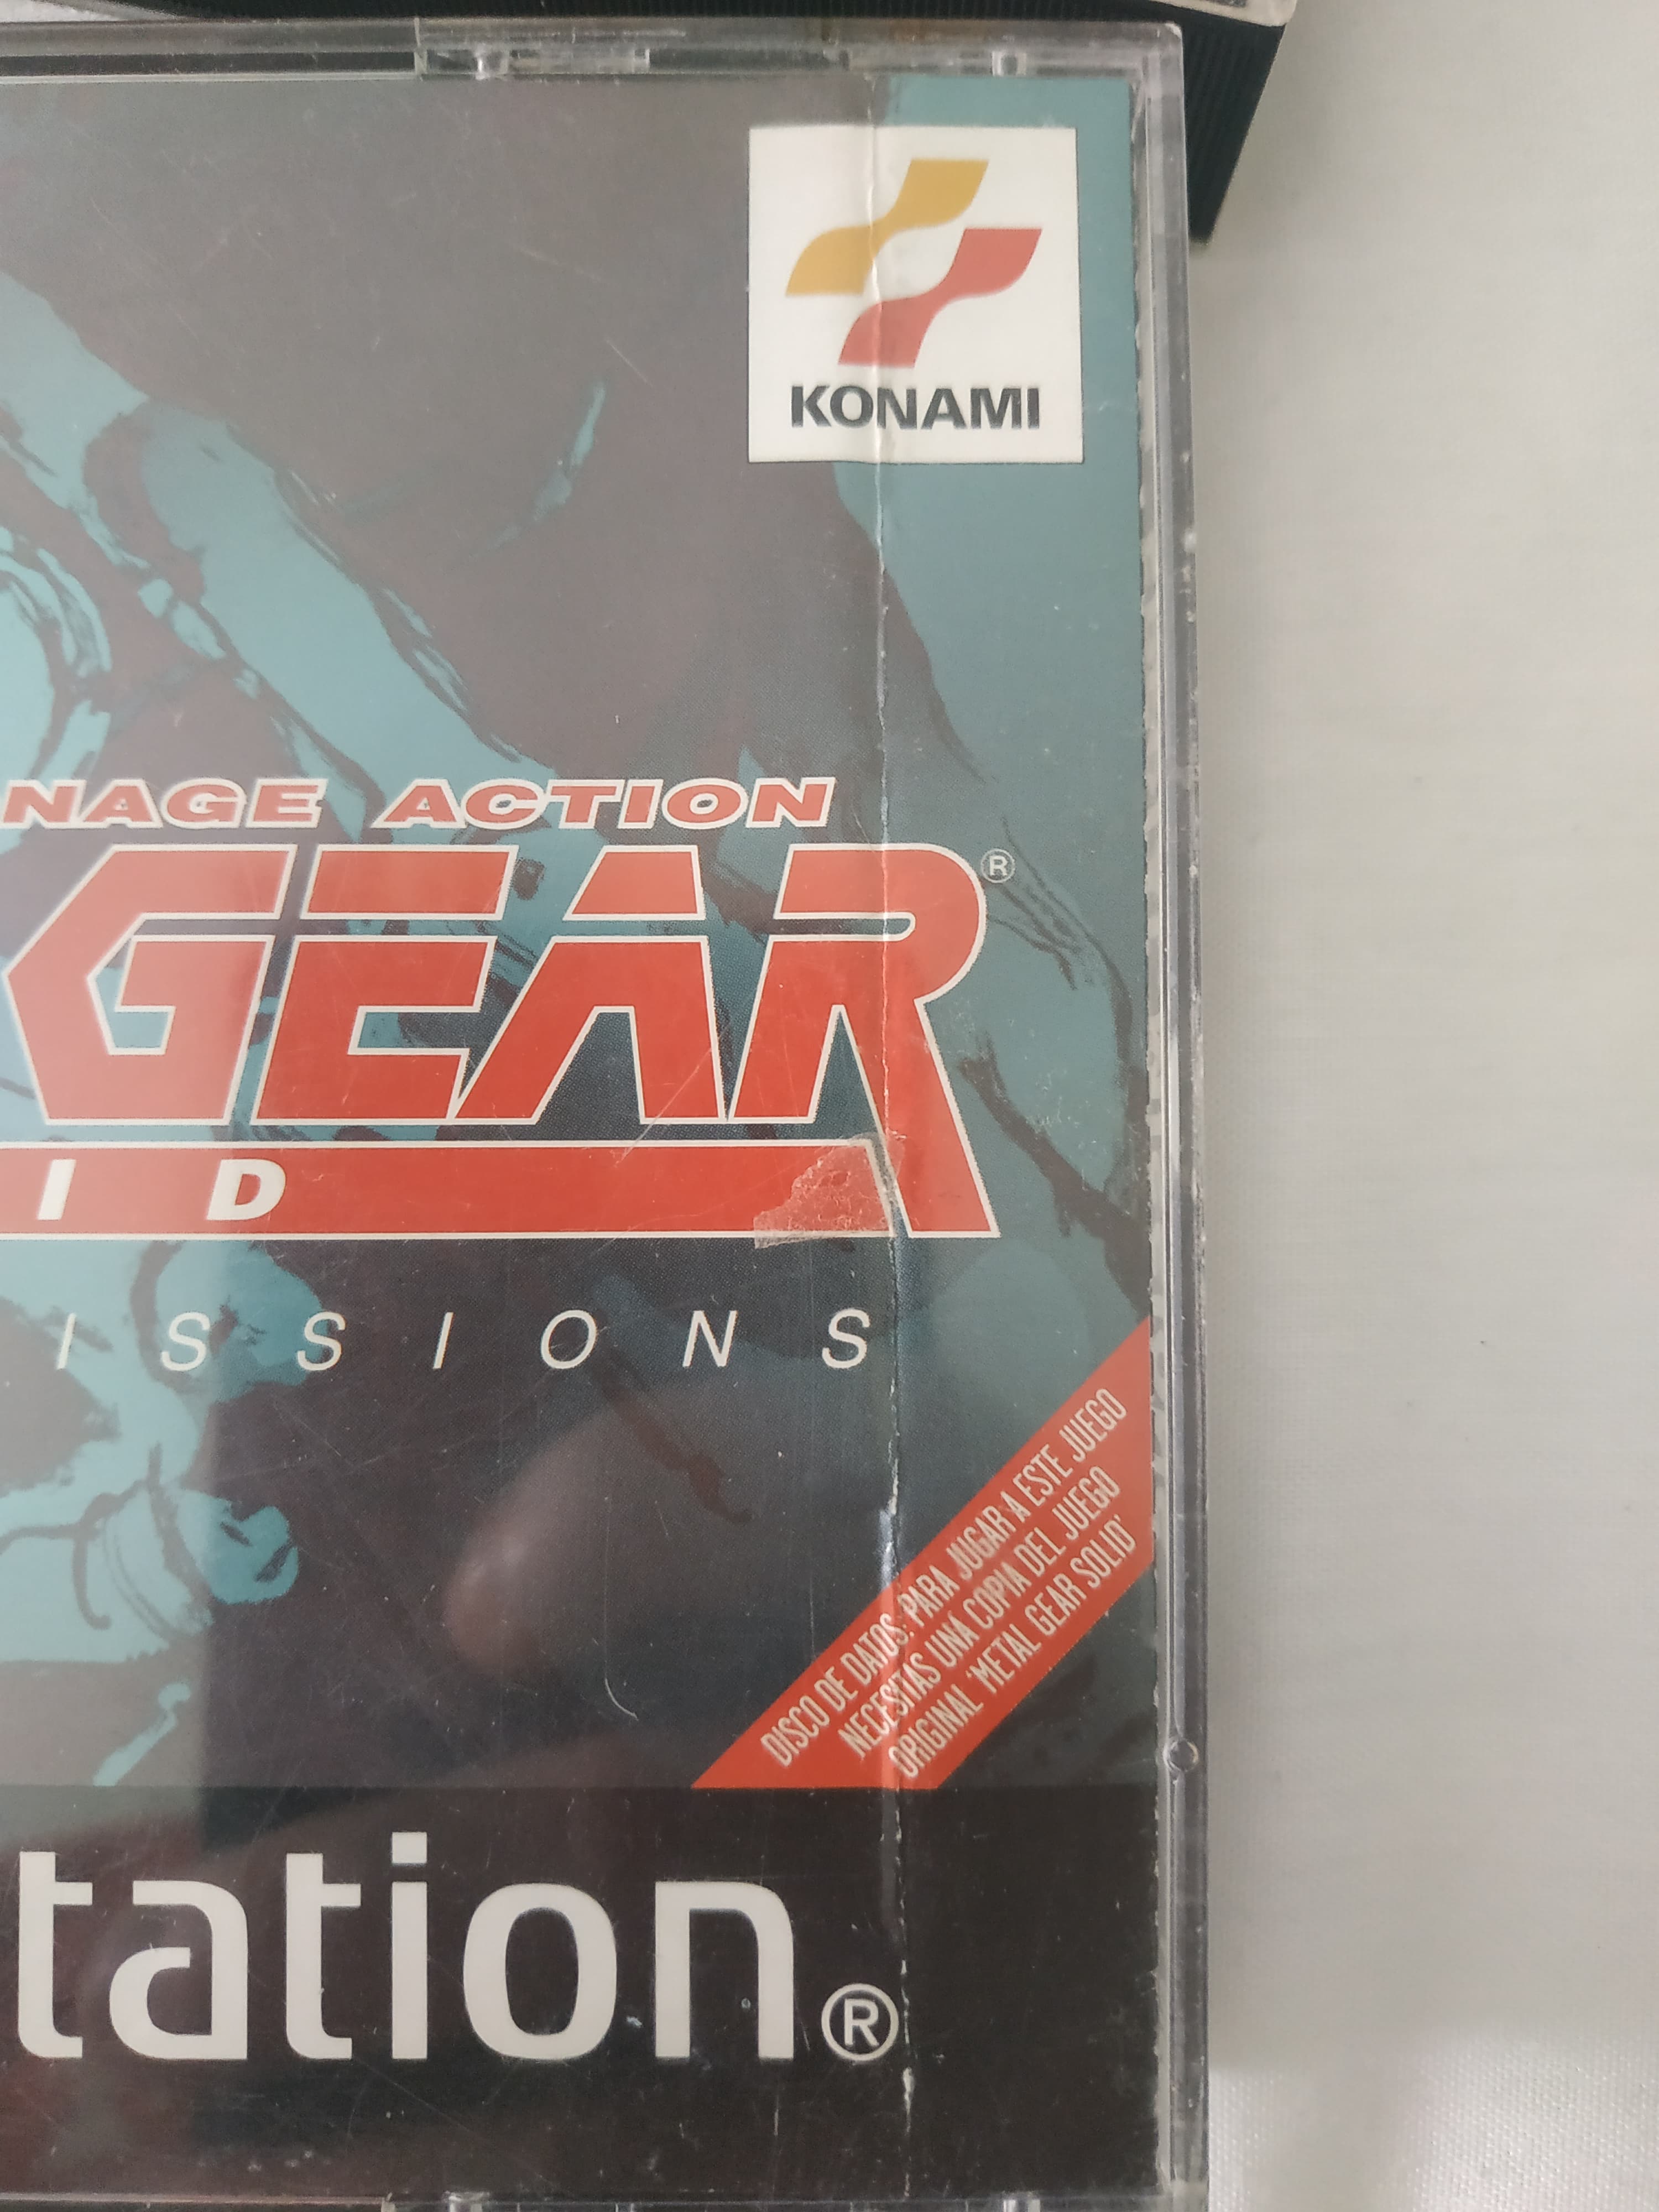 KONAMI
NAGE ACTION
GEAR®
ID
ISSIONS
DISCO DE DATOS: PARA JUGAR A ESTE JUEGO
NECESITAS UNA COPIA DEL JUEGO
ORIGINAL 'METAL GEAR SOLID'
tation®